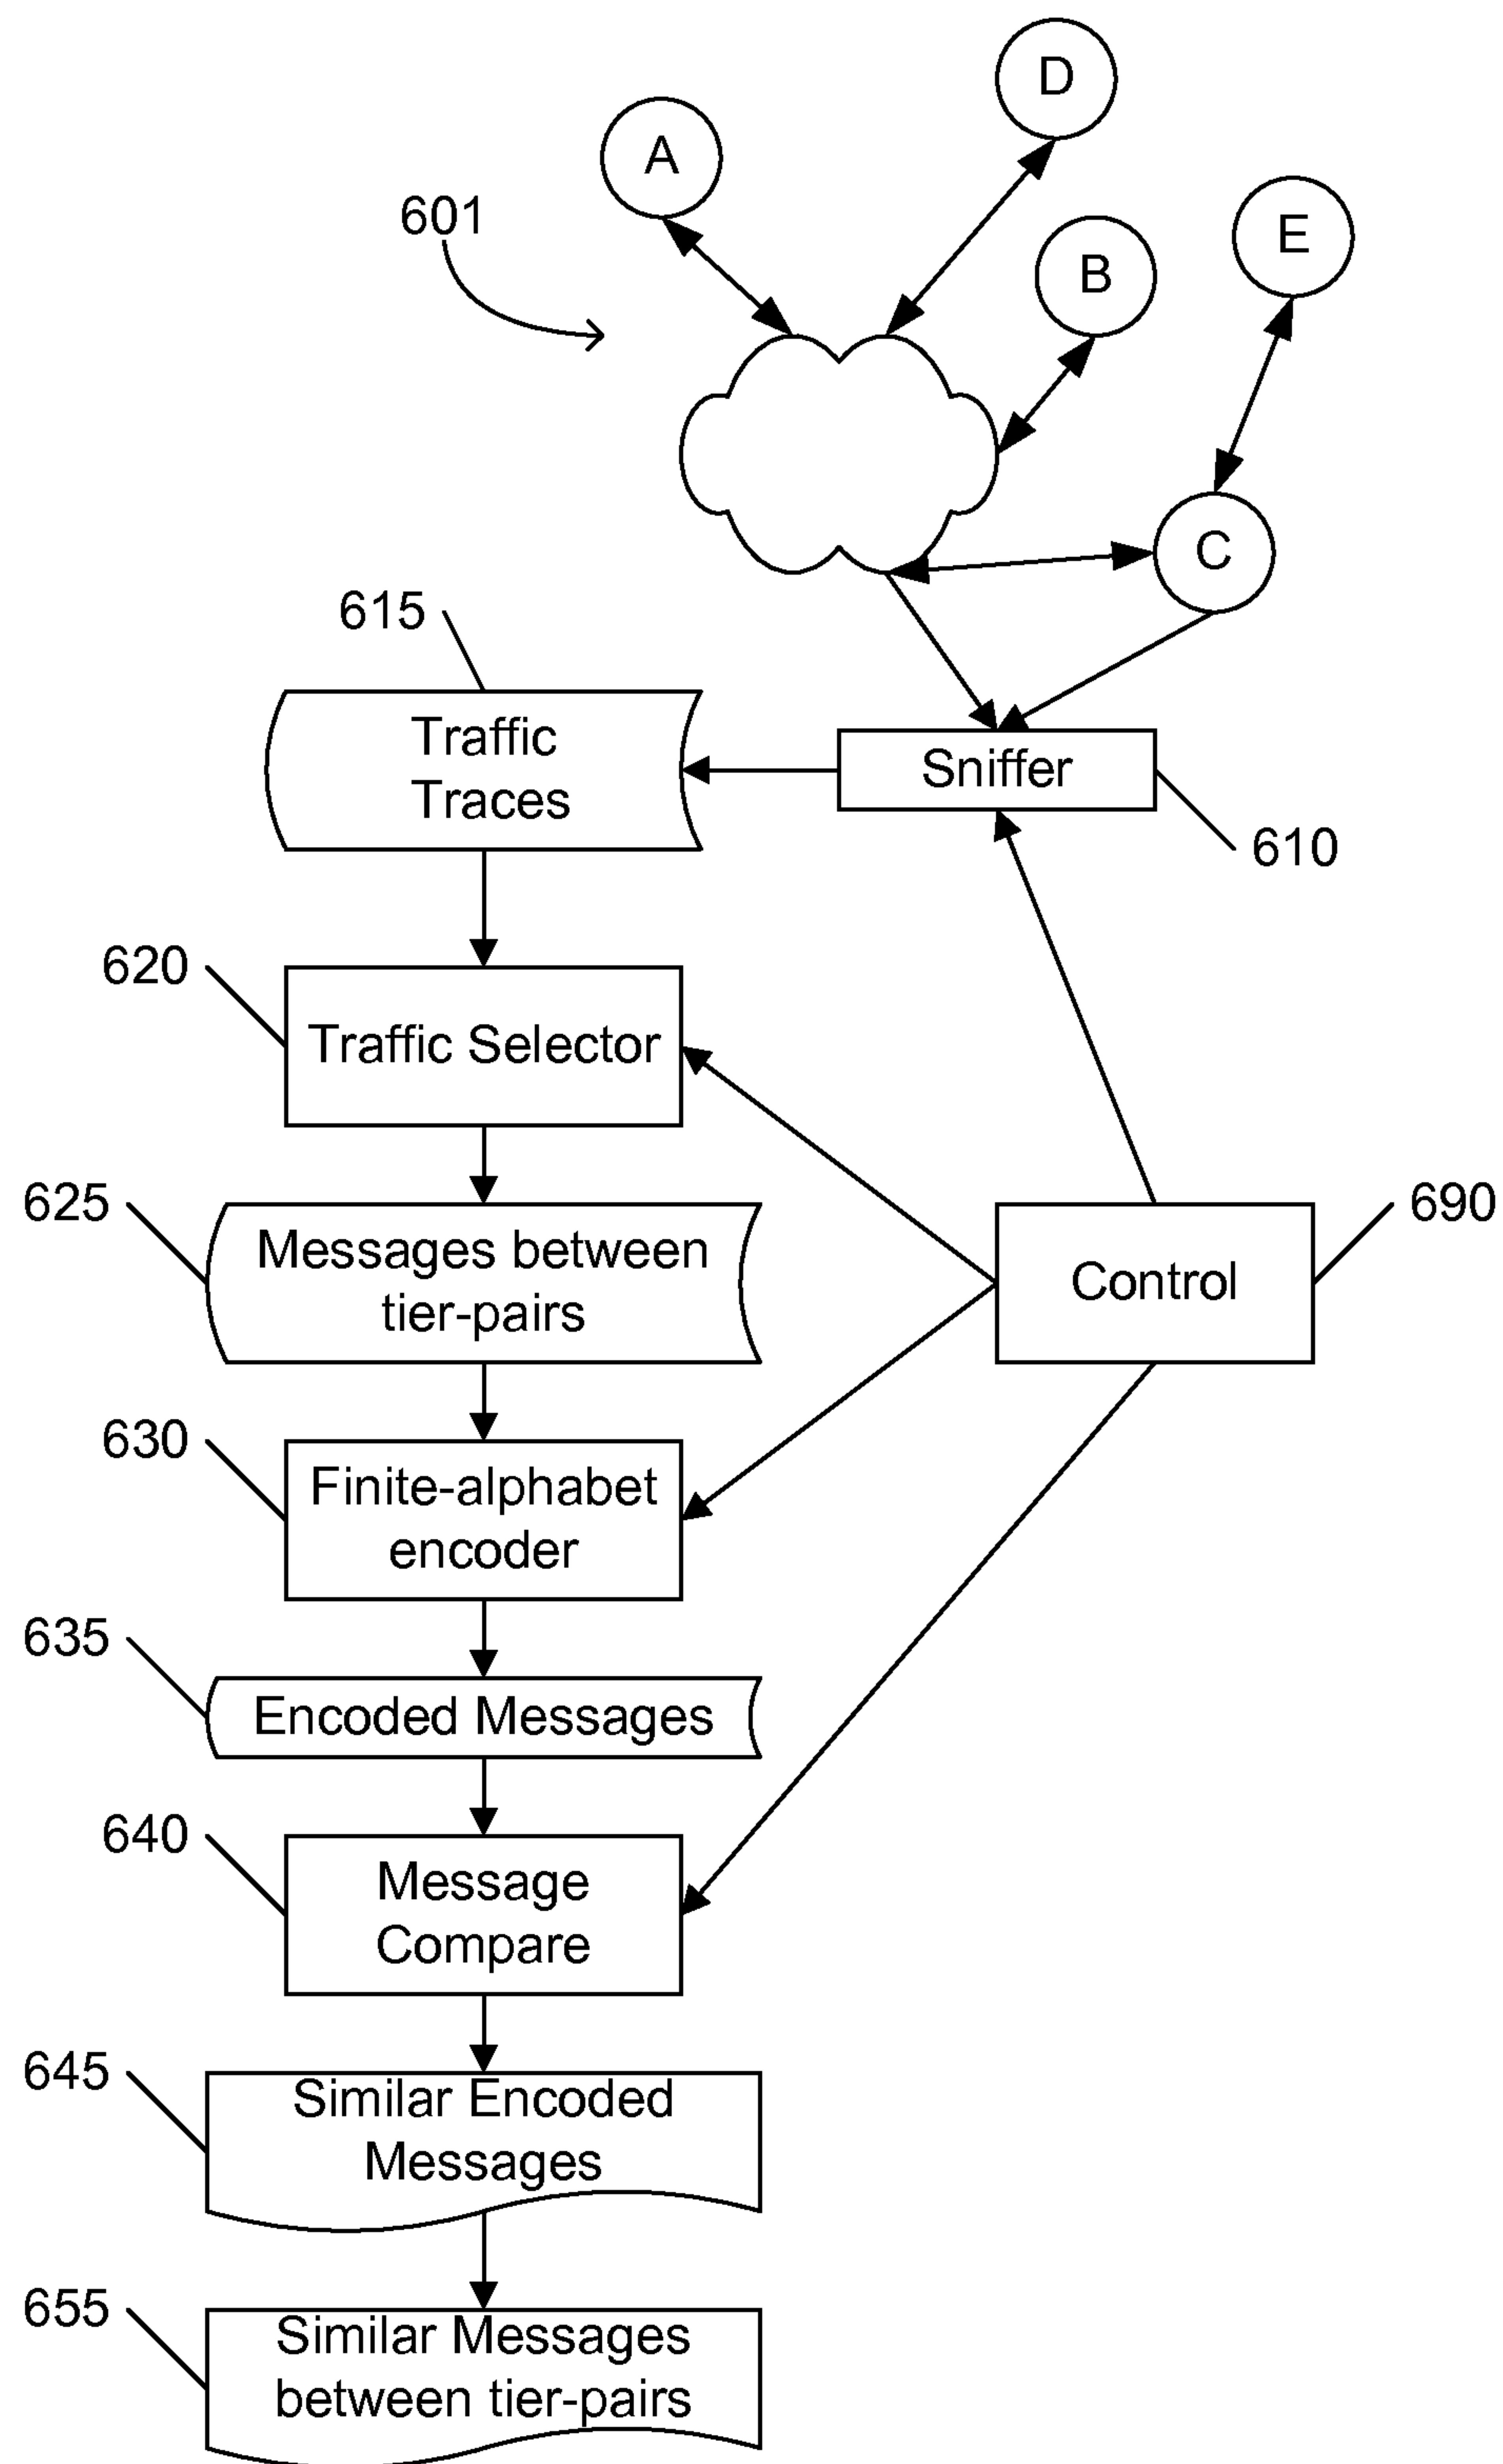 D
A
601
E
B
C
615
Traffic
Traces
Sniffer
610
620
Traffic Selector
625
Messages between
tier-pairs
690
Control
630
Finite-alphabet
encoder
635
Encoded Messages
640
Message
Compare
645
Similar Encoded
Messages
655
Similar Messages
between tier-pairs